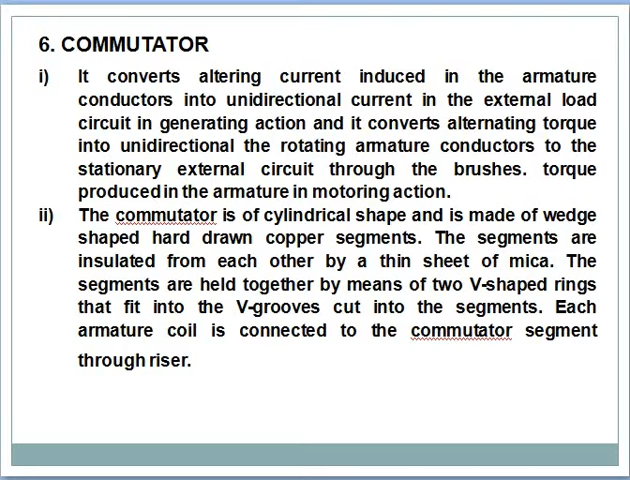 6. COMMUTATOR
i) It converts altering current induced in the armature
conductors into unidirectional current in the external load
circuit in generating action and it converts alternating torque
into unidirectional the rotating armature conductors to the
stationary external circuit through the brushes. torque
produced in the armature in motoring action.
ii) The commutator is of cylindrical shape and is made of wedge
shaped hard drawn copper segments. The segments are
insulated from each other by a thin sheet of mica. The
segments are held together by means of two V-shaped rings
that fit into the V-grooves cut into the segments. Each
armature coil is connected to the commutator segment
through riser.